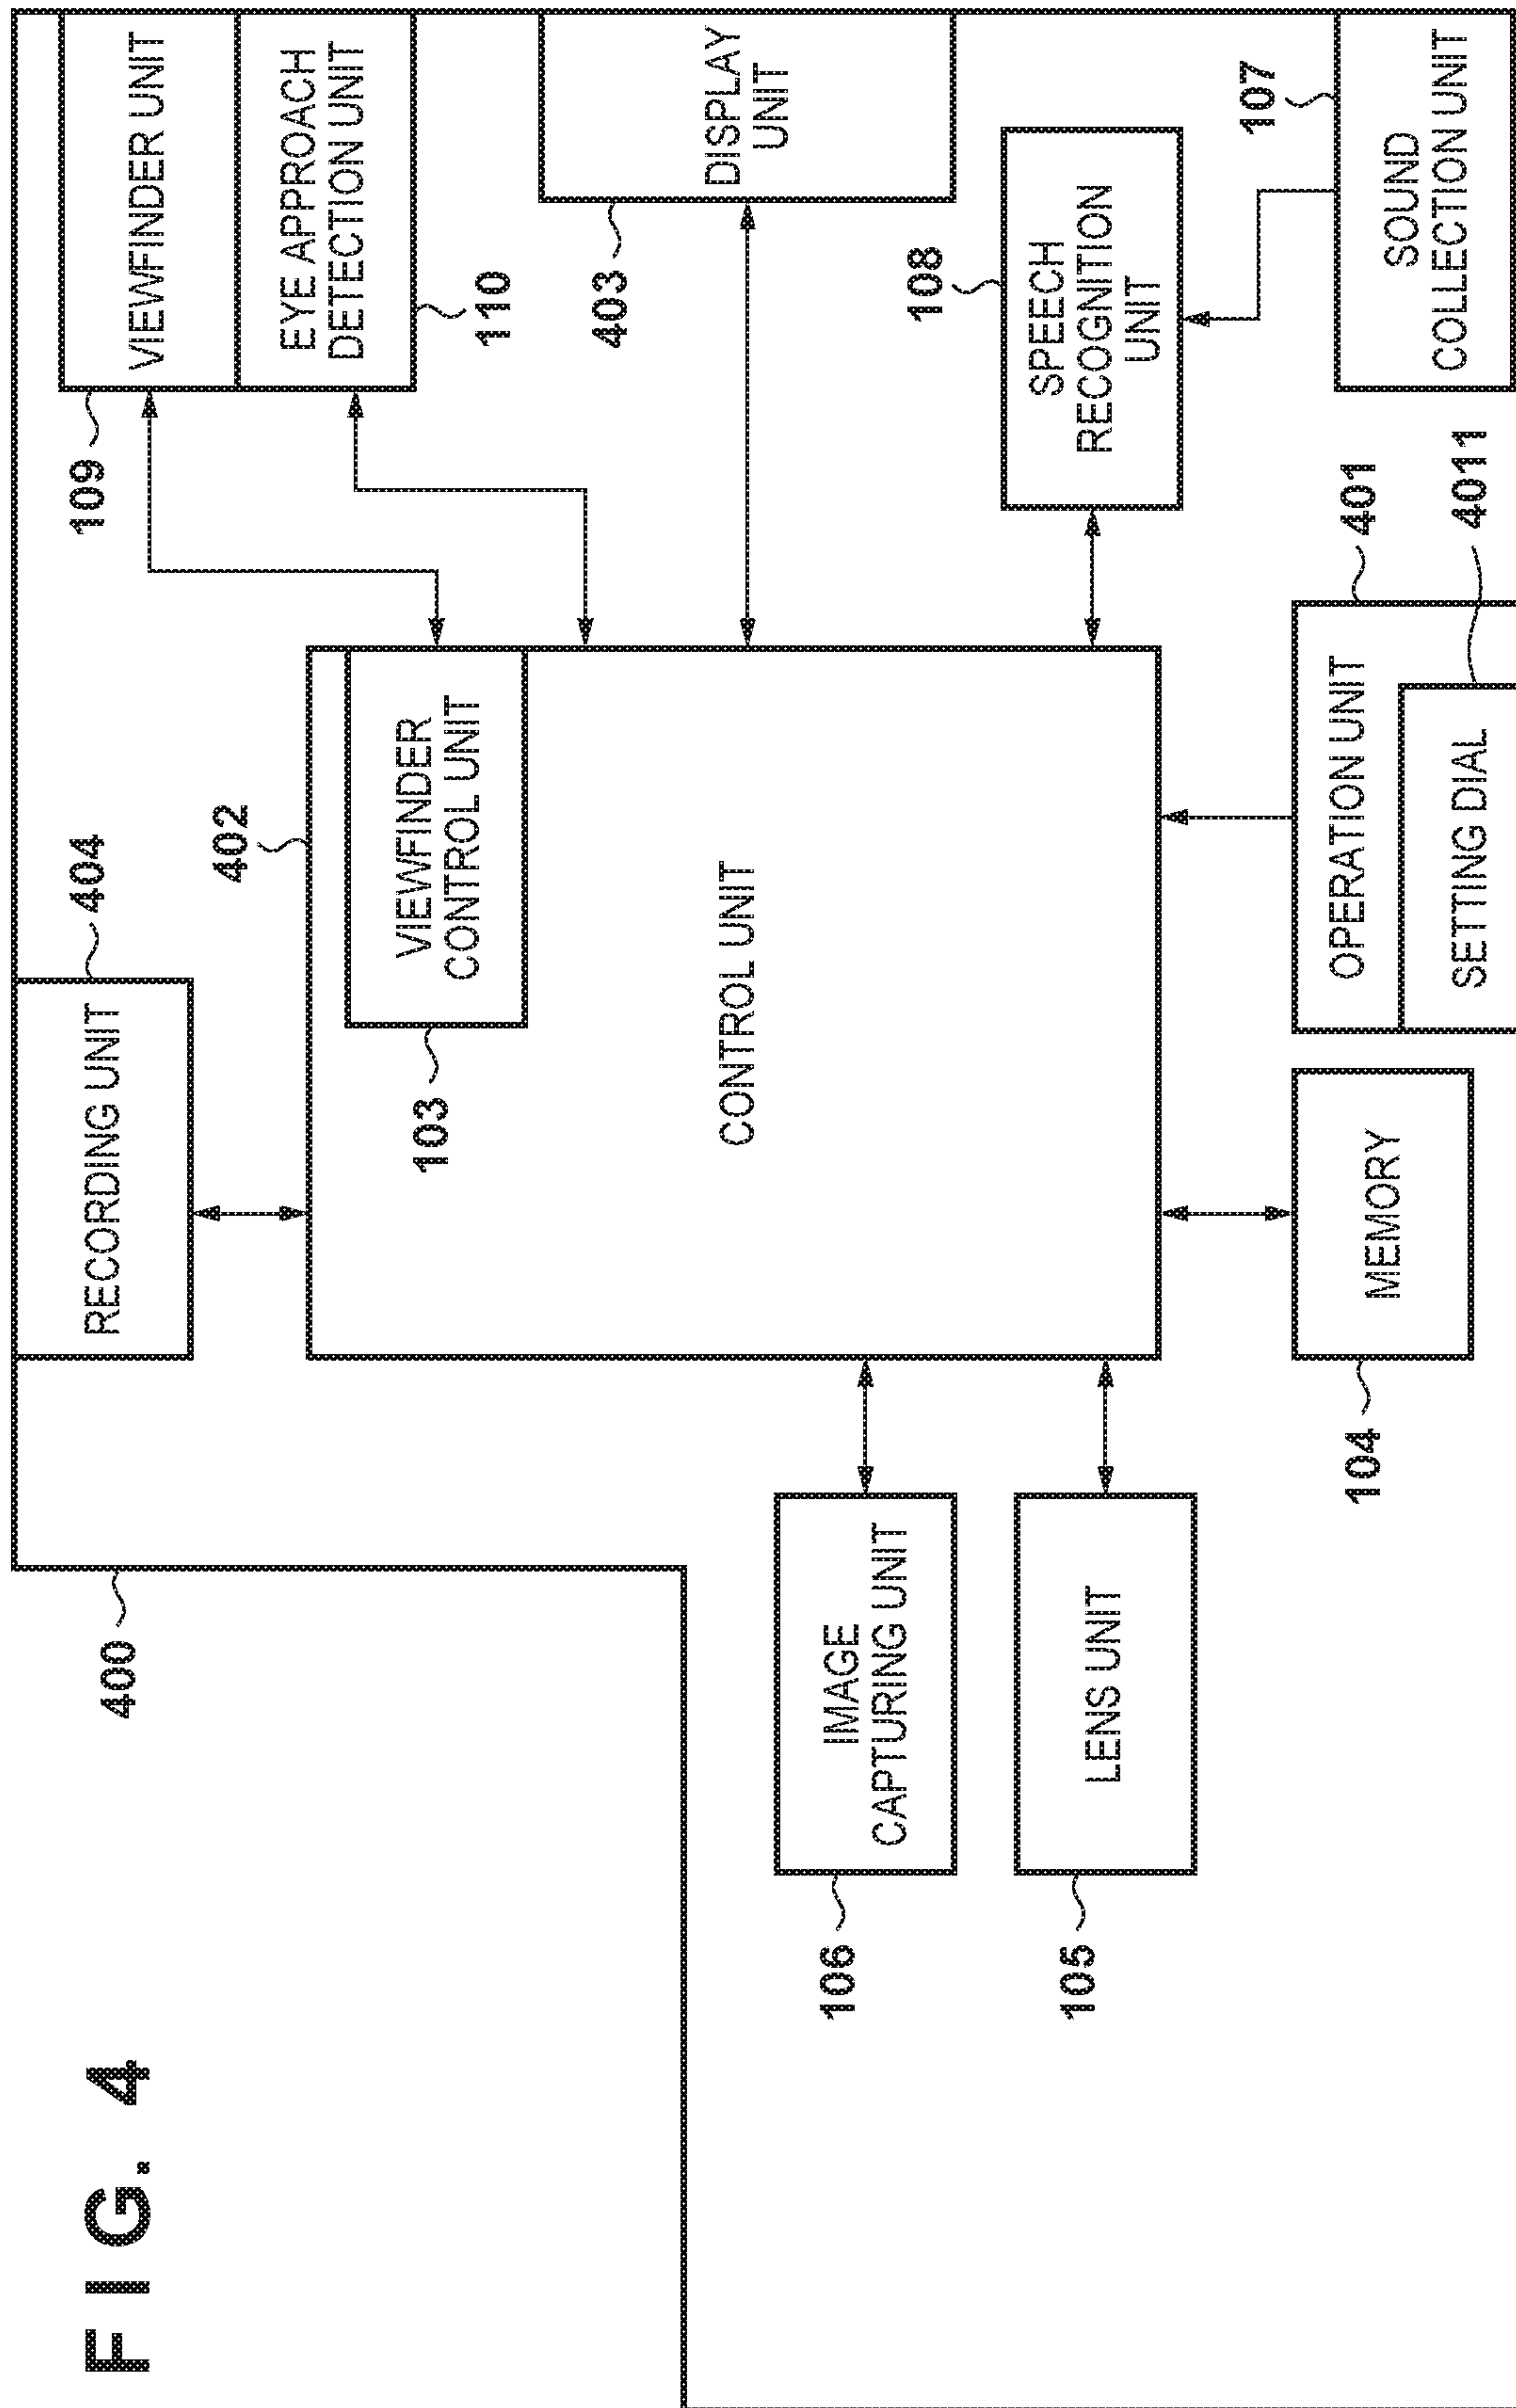 FIG. 4
400
RECORDING UNIT
404
402
109
VIEWFINDER UNIT
EYE APPROACH
DETECTION UNIT
110
103
VIEWFINDER
CONTROL UNIT
CONTROL UNIT
403
DISPLAY
UNIT
106
IMAGE
CAPTURING UNIT
105
LENS UNIT
108
SPEECH
RECOGNITION
UNIT
107
SOUND
COLLECTION UNIT
104
MEMORY
OPERATION UNIT
401
SETTING DIAL
4011